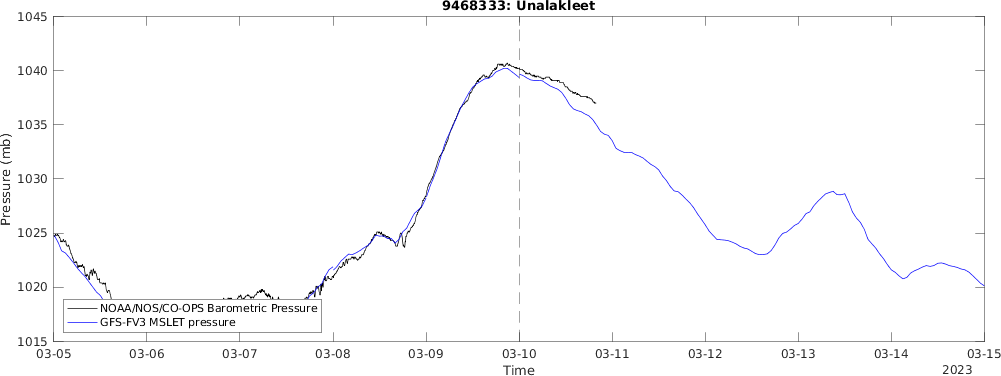 9468333: Unalakleet
Pressure (mb)
1045
1040
1035
1030
1025
1020
1015
NOAA/NOS/CO-OPS Barometric Pressure
GFS-FV3 MSLET pressure
03-05 03-06 03-07 03-08 03-09 03-10 03-11 03-12 03-13 03-14 03-15
Time
2023